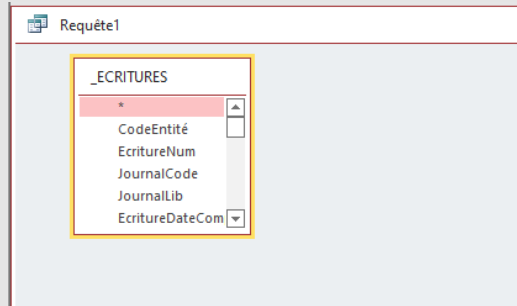 Requête1
_ECRITURES
*
CodeEntité
EcritureNum
JournalCode
JournalLib
EcritureDateCom